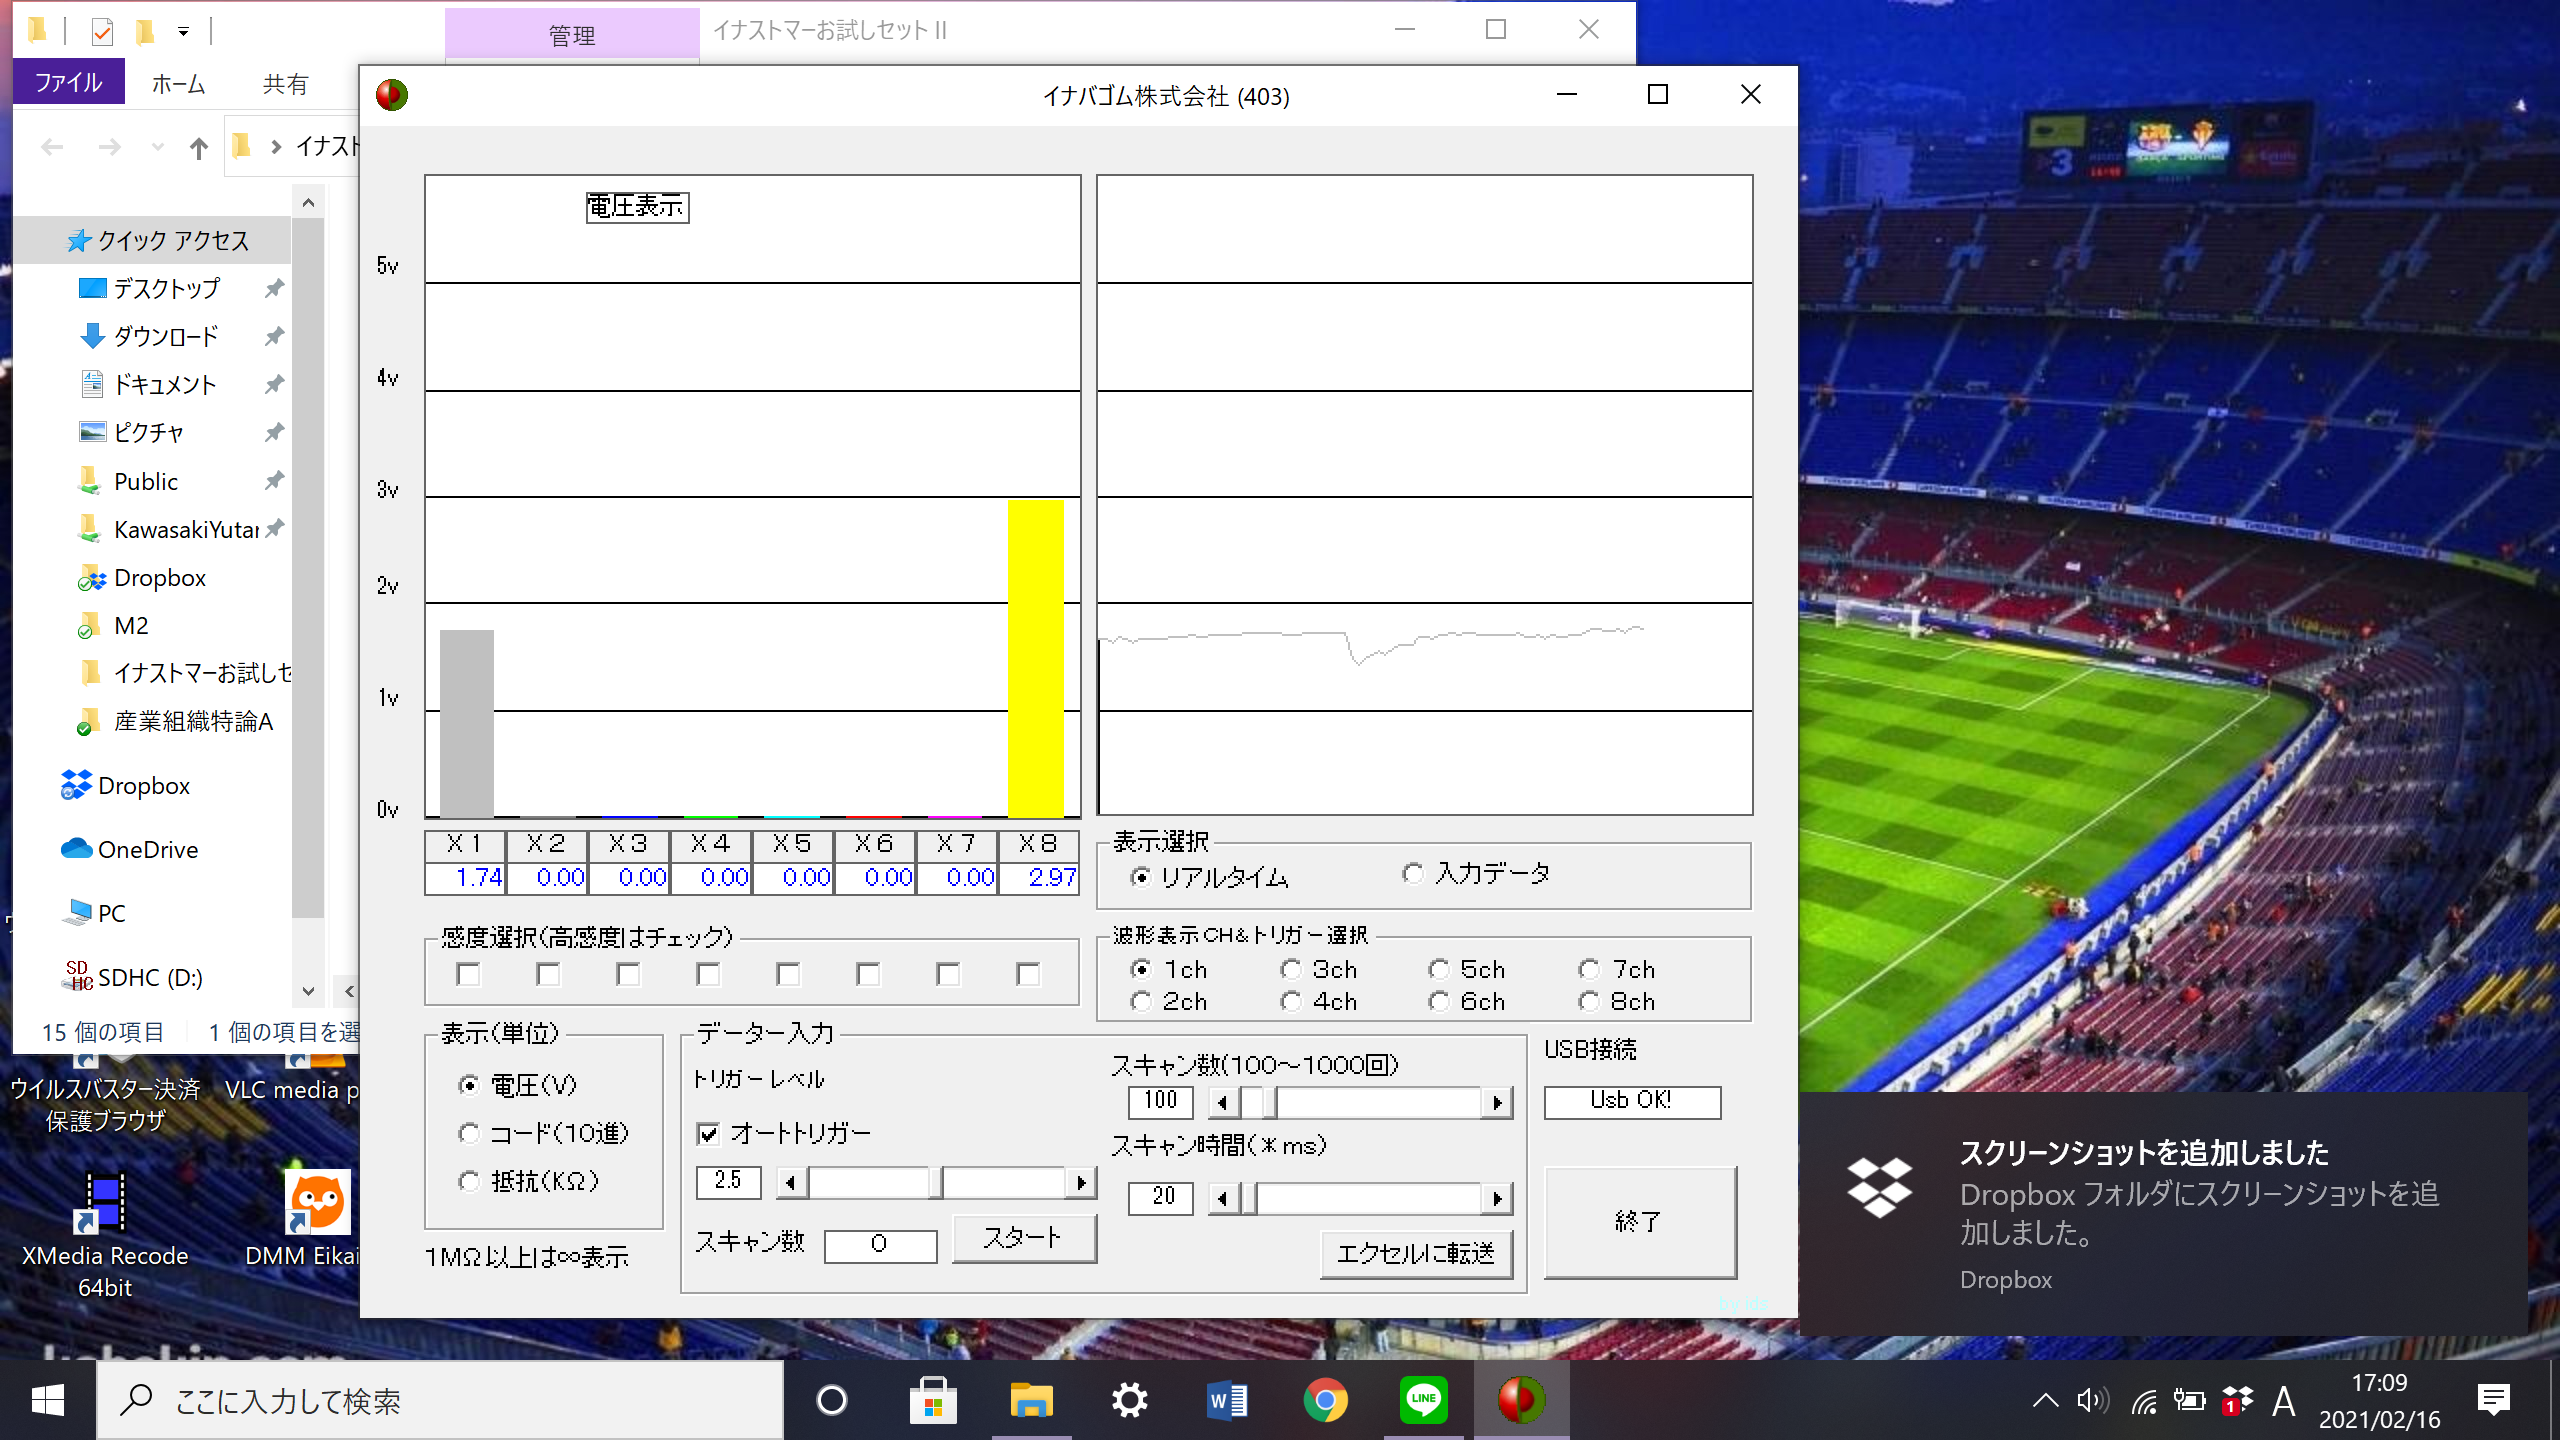 管理
イナストマーお試しセット II
ファイル
ホーム
共有
イナスト
クイック アクセス
デスクトップ
ダウンロード
ドキュメント
ピクチャ
Public
KawasakiYutar
Dropbox
M2
イナストマーお試しセ
産業組織特論A
Dropbox
OneDrive
PC
SDHC (D:)
15 個の項目
1 個の項目を選
イナバゴム株式会社 (403)
電圧表示
5v
4v
3v
2v
1v
0v
X1 X2 X3 X4 X5 X6 X7 X8
1.74 0.00 0.00 0.00 0.00 0.00 0.00 2.97
表示選択
リアルタイム 入力データ
感度選択(高感度はチェック)
波形表示CH&トリガー選択
1ch 3ch 5ch 7ch
2ch 4ch 6ch 8ch
表示(単位)
電圧(V)
コード(10進)
抵抗(KΩ)
1MΩ以上は∞表示
データー入力
トリガーレベル
オートトリガー
2.5
スキャン数 0 スタート
スキャン数(100～1000回)
100
スキャン時間(*ms)
20
エクセルに転送
USB接続
Usb OK!
終了
by ids
ウイルスバスター決済
保護ブラウザ
VLC media p
XMedia Recode
64bit
DMM Eikai
スクリーンショットを追加しました
Dropbox フォルダにスクリーンショットを追
加しました。
Dropbox
ここに入力して検索
LINE
1
A
17:09
2021/02/16